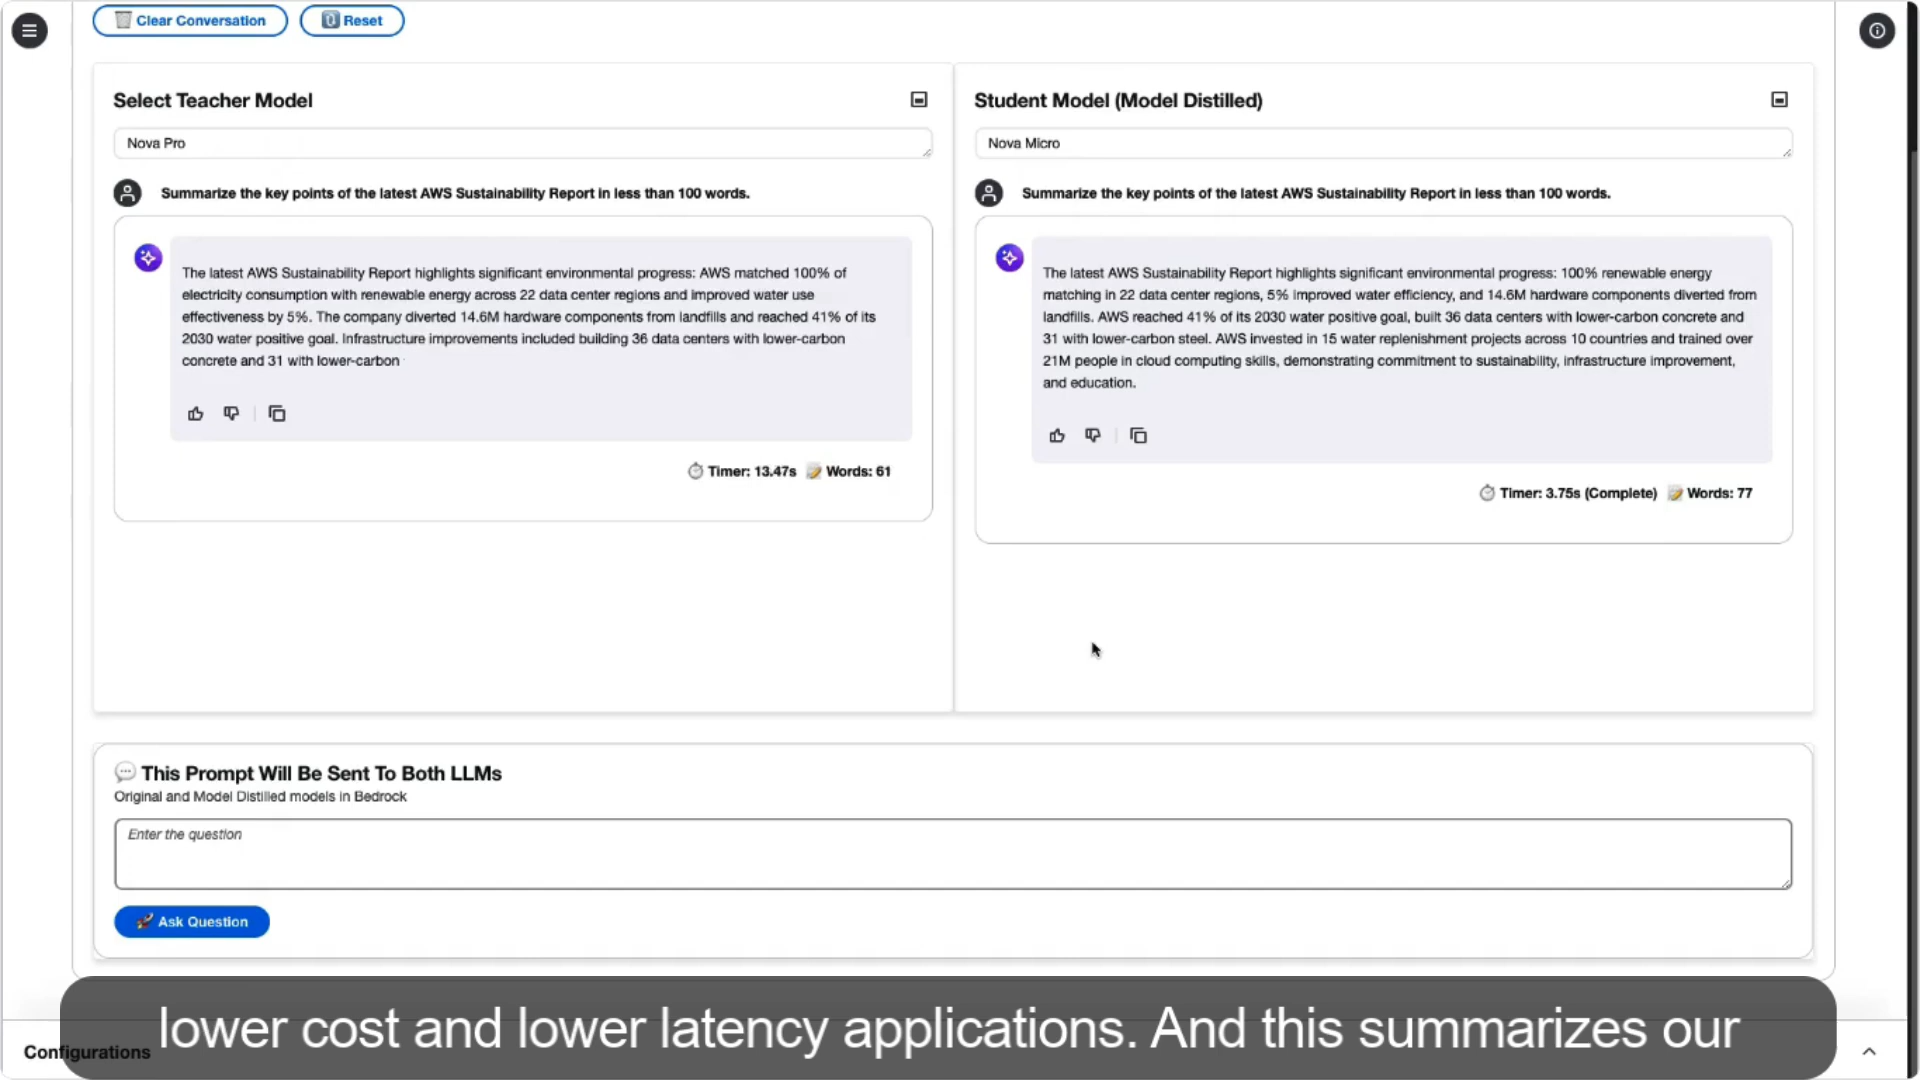 Clear Conversation
Reset
Select Teacher Model
Nova Pro
Summarize the key points of the latest AWS Sustainability Report in less than 100 words.
The latest AWS Sustainability Report highlights significant environmental progress: AWS matched 100% of
electricity consumption with renewable energy across 22 data center regions and improved water use
effectiveness by 5%. The company diverted 14.6M hardware components from landfills and reached 41% of its
2030 water positive goal. Infrastructure improvements included building 36 data centers with lower-carbon
concrete and 31 with lower-carbon
Timer: 13.47s Words: 61
Student Model (Model Distilled)
Nova Micro
Summarize the key points of the latest AWS Sustainability Report in less than 100 words.
The latest AWS Sustainability Report highlights significant environmental progress: 100% renewable energy
matching in 22 data center regions, 5% improved water efficiency, and 14.6M hardware components diverted from
landfills. AWS reached 41% of its 2030 water positive goal, built 36 data centers with lower-carbon concrete and
31 with lower-carbon steel. AWS invested in 15 water replenishment projects across 10 countries and trained over
21M people in cloud computing skills, demonstrating commitment to sustainability, infrastructure improvement,
and education.
Timer: 3.75s (Complete) Words: 77
This Prompt Will Be Sent To Both LLMs
Original and Model Distilled models in Bedrock
Enter the question
Ask Question
lower cost and lower latency applications. And this summarizes our
Configurations